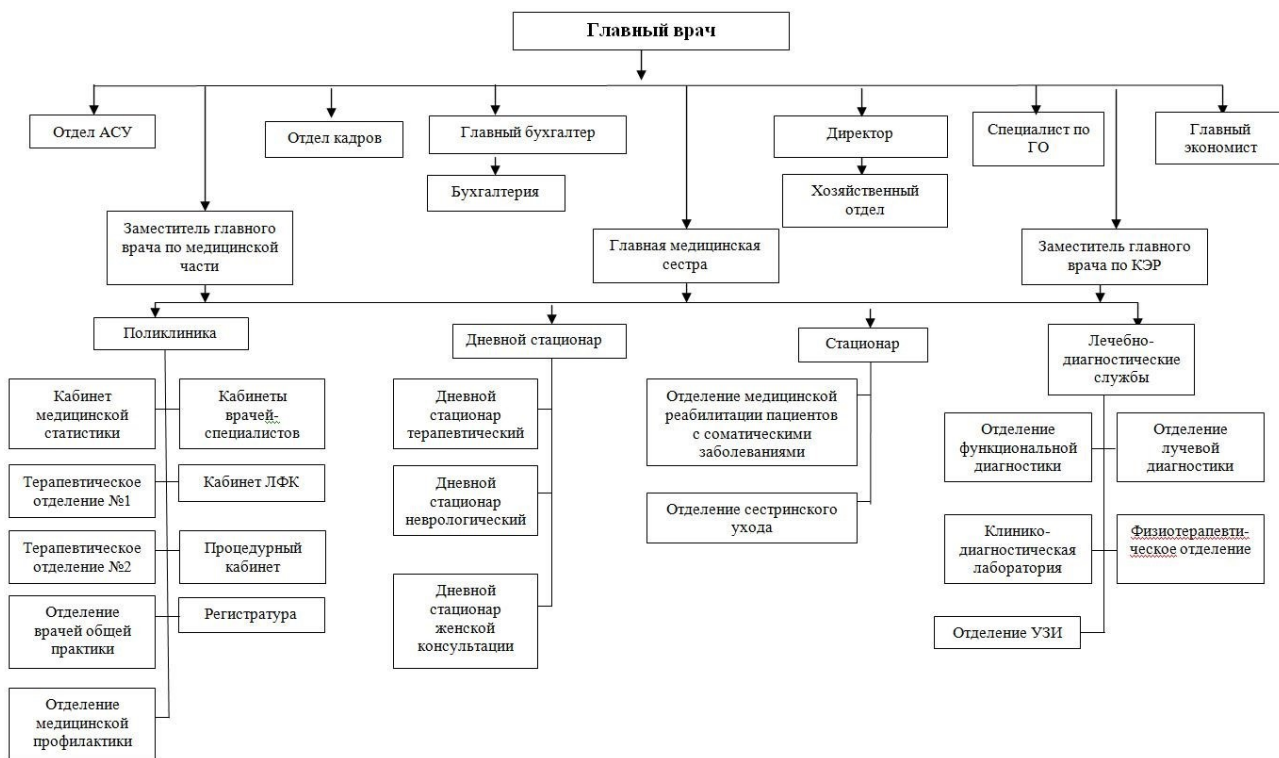 Главный врач
Отдел АСУ
Отдел кадров
Главный бухгалтер
Директор
Специалист по
ГО
Главный
экономист
Бухгалтерия
Хозяйственный
отдел
Заместитель главного
врача по медицинской
части
Главная медицинская
сестра
Заместитель главного
врача по КЭР
Поликлиника
Дневной стационар
Стационар
Лечебно-
диагностические
службы
Кабинет
медицинской
статистики
Кабинеты
врачей-
специалистов
Терапевтическое
отделение №1
Кабинет ЛФК
Терапевтическое
отделение №2
Процедурный
кабинет
Отделение
врачей общей
практики
Регистратура
Отделение
медицинской
профилактики
Дневной
стационар
терапевтический
Дневной
стационар
неврологический
Дневной
стационар
женской
консультации
Отделение медицинской
реабилитации пациентов
с соматическими
заболеваниями
Отделение сестринского
ухода
Отделение
функциональной
диагностики
Отделение
лучевой
диагностики
Клинико-
диагностическая
лаборатория
Физиотерапевти-
ческое отделение
Отделение УЗИ